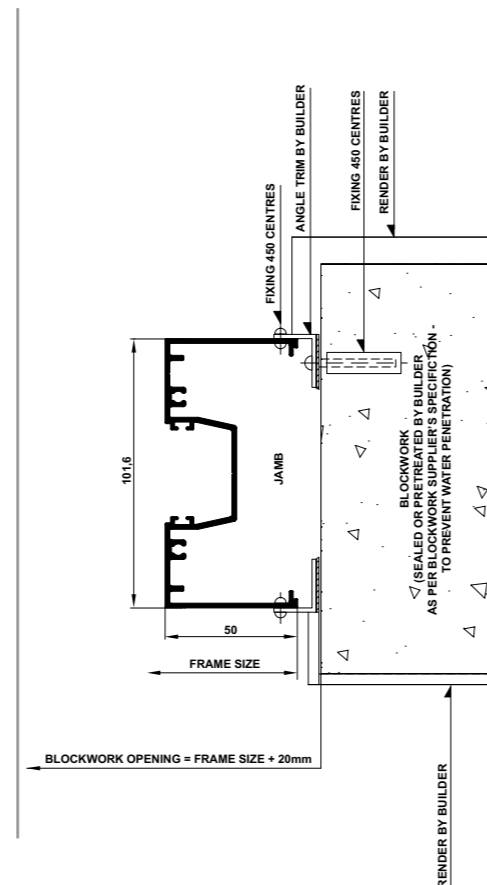 FIXING 450 CENTRES
ANGLE TRIM BY BUILDER
FIXING 450 CENTRES
RENDER BY BUILDER
101,6
JAMB
BLOCKWORK
(SEALED OR PRETREATED BY BUILDER
AS PER BLOCKWORK SUPPLIER'S SPECIFICTION -
TO PREVENT WATER PENETRATION)
50
FRAME SIZE
BLOCKWORK OPENING = FRAME SIZE + 20mm
RENDER BY BUILDER